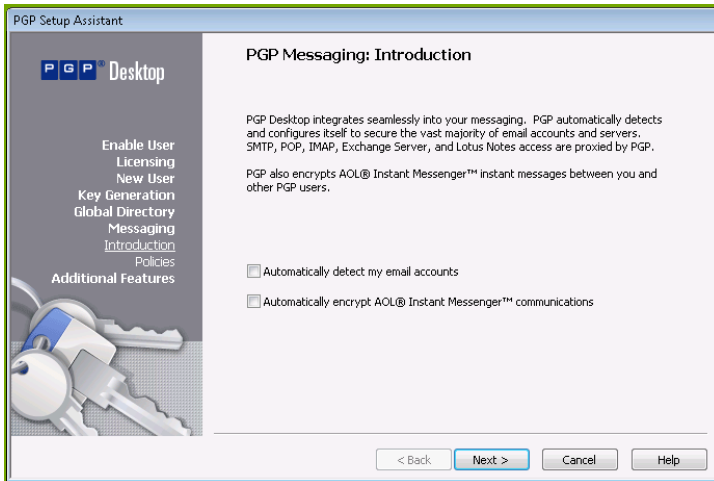 PGP Setup Assistant
PGP® Desktop
Enable User
Licensing
New User
Key Generation
Global Directory
Messaging
Introduction
Policies
Additional Features
PGP Messaging: Introduction
PGP Desktop integrates seamlessly into your messaging. PGP automatically detects
and configures itself to secure the vast majority of email accounts and servers.
SMTP, POP, IMAP, Exchange Server, and Lotus Notes access are proxied by PGP.
PGP also encrypts AOL® Instant Messenger™ instant messages between you and
other PGP users.
Automatically detect my email accounts
Automatically encrypt AOL® Instant Messenger™ communications
< Back
Next >
Cancel
Help